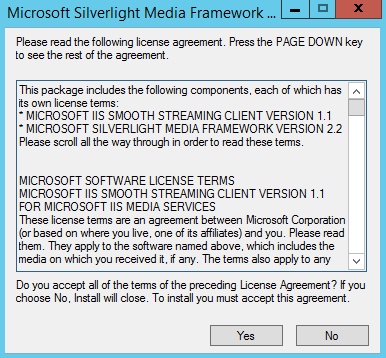 Microsoft Silverlight Media Framework ...
Please read the following license agreement. Press the PAGE DOWN key
to see the rest of the agreement.
This package includes the following components, each of which has
its own license terms:
* MICROSOFT IIS SMOOTH STREAMING CLIENT VERSION 1.1
* MICROSOFT SILVERLIGHT MEDIA FRAMEWORK VERSION 2.2
Please scroll all the way through in order to read these terms.
MICROSOFT SOFTWARE LICENSE TERMS
MICROSOFT IIS SMOOTH STREAMING CLIENT VERSION 1.1
FOR MICROSOFT IIS MEDIA SERVICES
These license terms are an agreement between Microsoft Corporation
(or based on where you live, one of its affiliates) and you. Please read
them. They apply to the software named above, which includes the
media on which you received it, if any. The terms also apply to any
Do you accept all of the terms of the preceding License Agreement? If you
choose No, Install will close. To install you must accept this agreement.
Yes
No